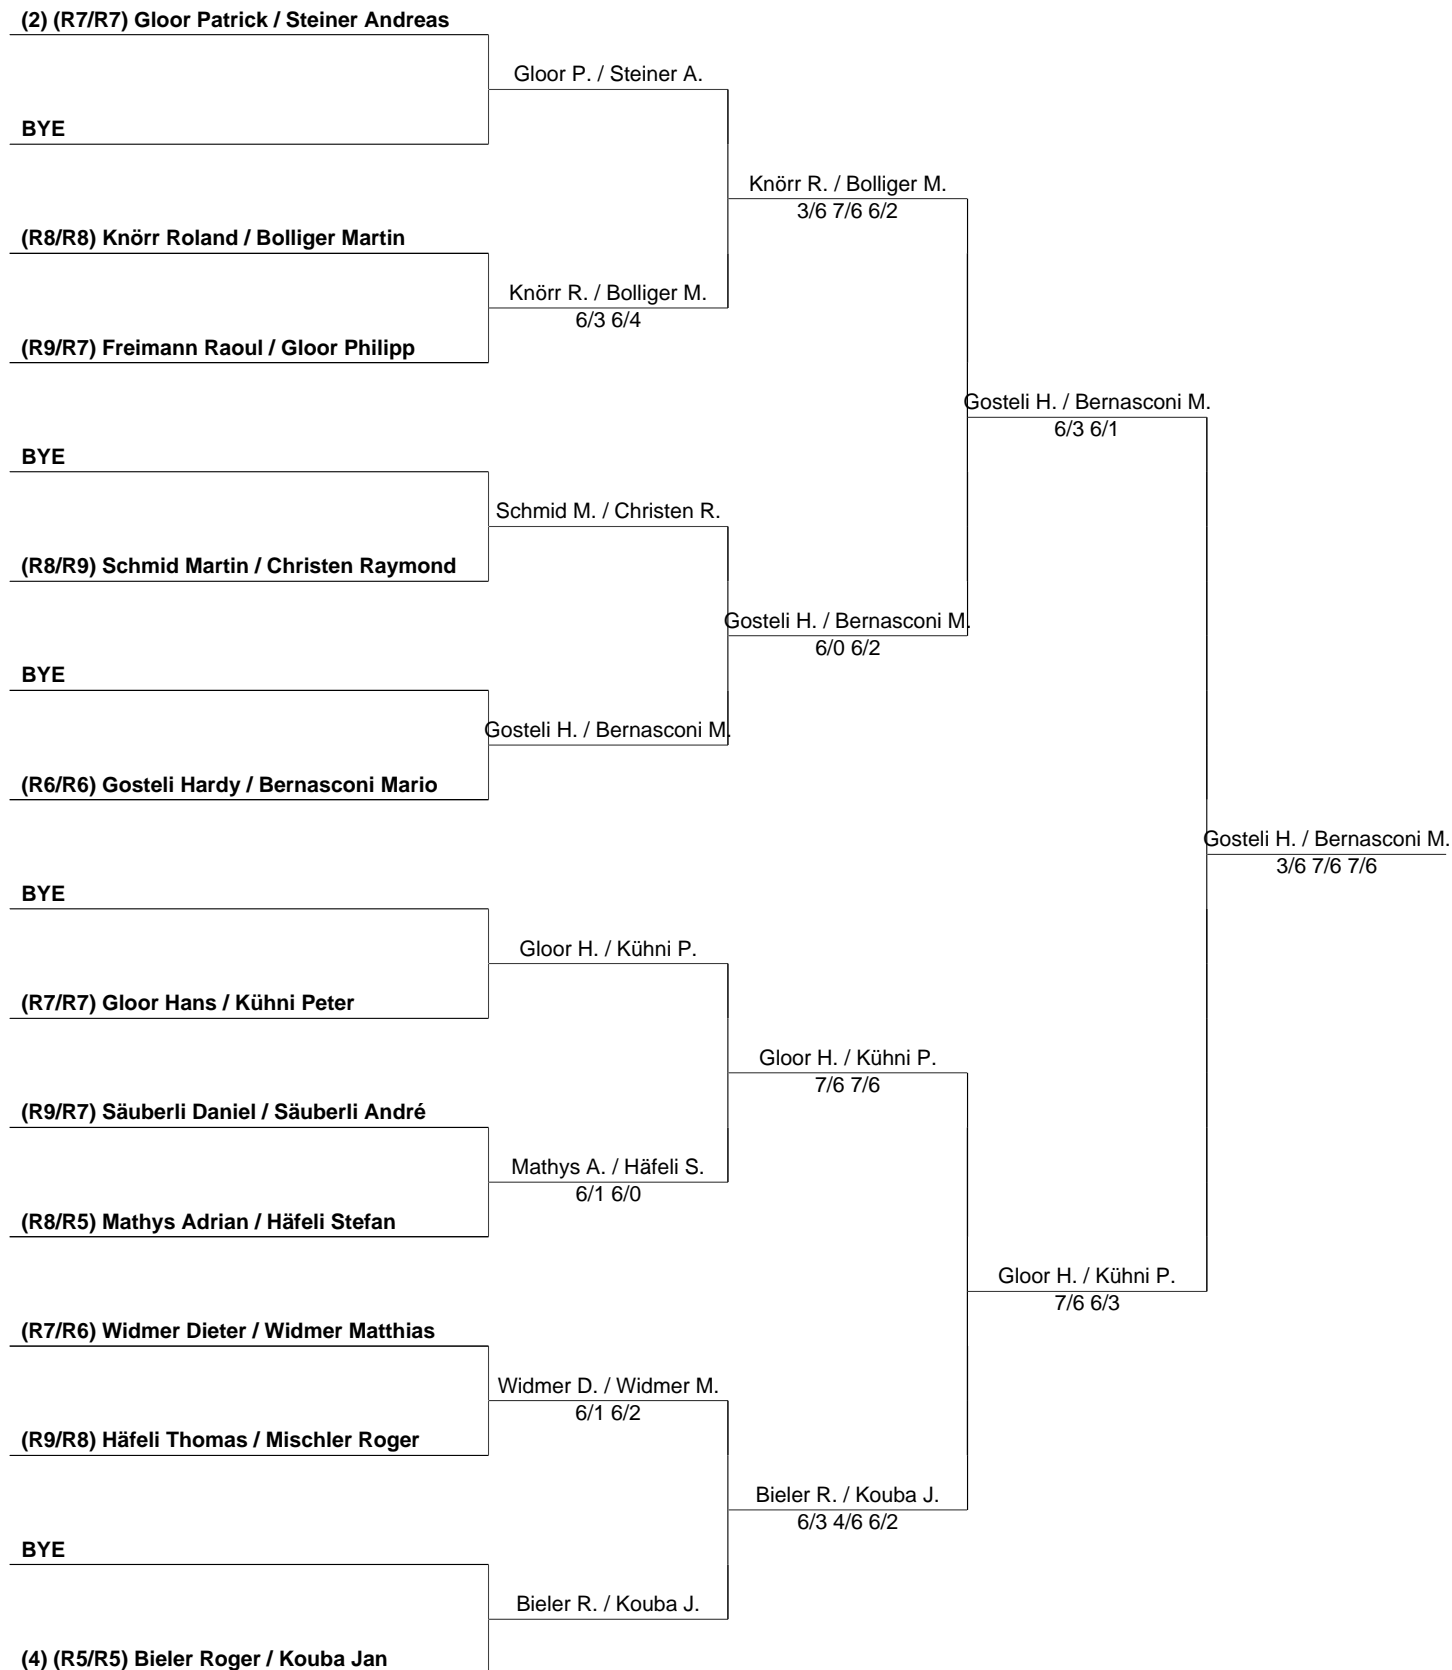 (2) (R7/R7) Gloor Patrick / Steiner Andreas
Gloor P. / Steiner A.
BYE
Knörr R. / Bolliger M.
3/6 7/6 6/2
(R8/R8) Knörr Roland / Bolliger Martin
Knörr R. / Bolliger M.
6/3 6/4
(R9/R7) Freimann Raoul / Gloor Philipp
Gosteli H. / Bernasconi M.
6/3 6/1
BYE
Schmid M. / Christen R.
(R8/R9) Schmid Martin / Christen Raymond
Gosteli H. / Bernasconi M.
6/0 6/2
BYE
Gosteli H. / Bernasconi M.
(R6/R6) Gosteli Hardy / Bernasconi Mario
Gosteli H. / Bernasconi M.
3/6 7/6 7/6
BYE
Gloor H. / Kühni P.
(R7/R7) Gloor Hans / Kühni Peter
Gloor H. / Kühni P.
7/6 7/6
(R9/R7) Säuberli Daniel / Säuberli André
Mathys A. / Häfeli S.
6/1 6/0
(R8/R5) Mathys Adrian / Häfeli Stefan
Gloor H. / Kühni P.
7/6 6/3
(R7/R6) Widmer Dieter / Widmer Matthias
Widmer D. / Widmer M.
6/1 6/2
(R9/R8) Häfeli Thomas / Mischler Roger
Bieler R. / Kouba J.
6/3 4/6 6/2
BYE
Bieler R. / Kouba J.
(4) (R5/R5) Bieler Roger / Kouba Jan